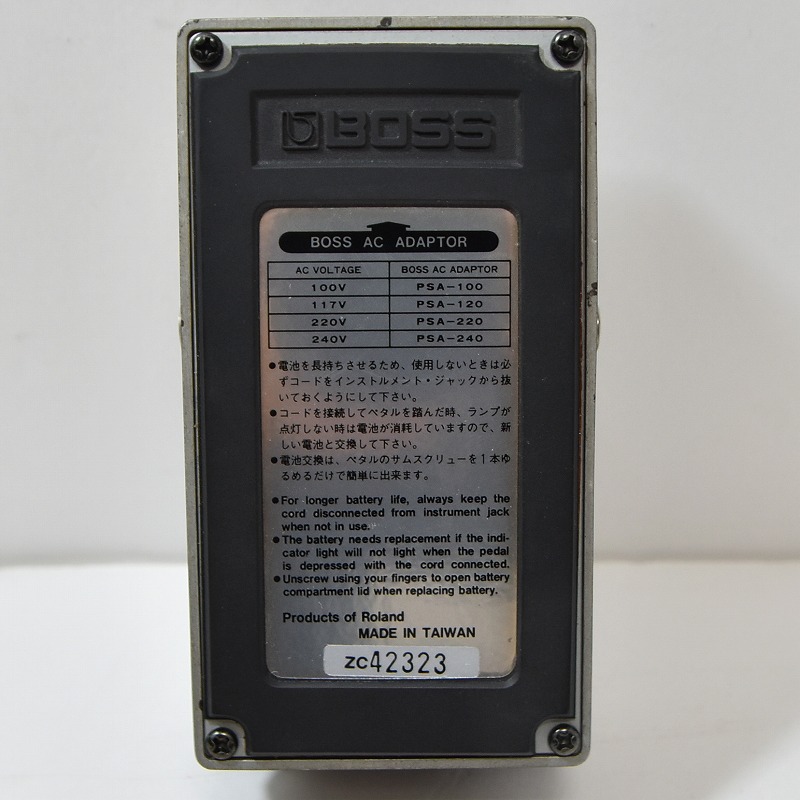 BOSS
BOSS AC ADAPTOR
AC VOLTAGE BOSS AC ADAPTOR
100V PSA-100
117V PSA-120
220V PSA-220
240V PSA-240
●電池を長持ちさせるため、使用しないときは必
ずコードをインストルメント・ジャックから抜
いておくようにして下さい。
●コードを接続してペタルを踏んだ時、ランプが
点灯しない時は電池が消耗していますので、新
しい電池と交換して下さい。
●電池交換は、ペタルのサムスクリューを1本ゆ
るめるだけで簡単に出来ます。
●For longer battery life, always keep the
cord disconnected from instrument jack
when not in use.
●The battery needs replacement if the indi-
cator light will not light when the pedal
is depressed with the cord connected.
●Unscrew using your fingers to open battery
compartment lid when replacing battery.
Products of Roland
MADE IN TAIWAN
ZC42323